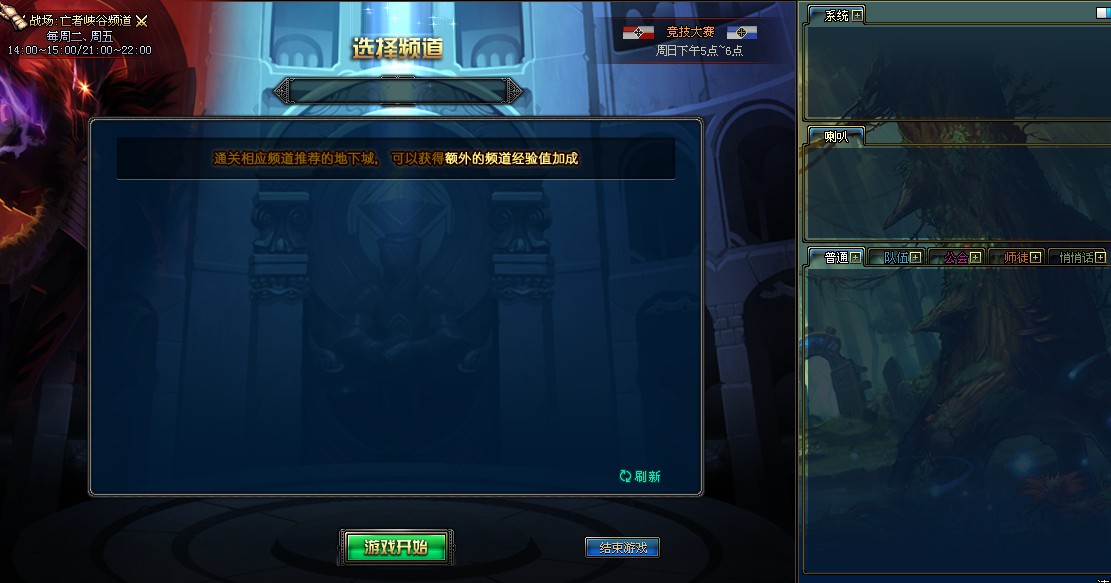 战场:亡者峡谷频道
每周二、周五
14:00~15:00/21:00~22:00
选择频道
竞技大赛
周日下午5点~6点
通关相应频道推荐的地下城，可以获得额外的频道经验值加成
刷新
游戏开始
结束游戏
系统
喇叭
普通 队伍 公会 师徒 悄悄话